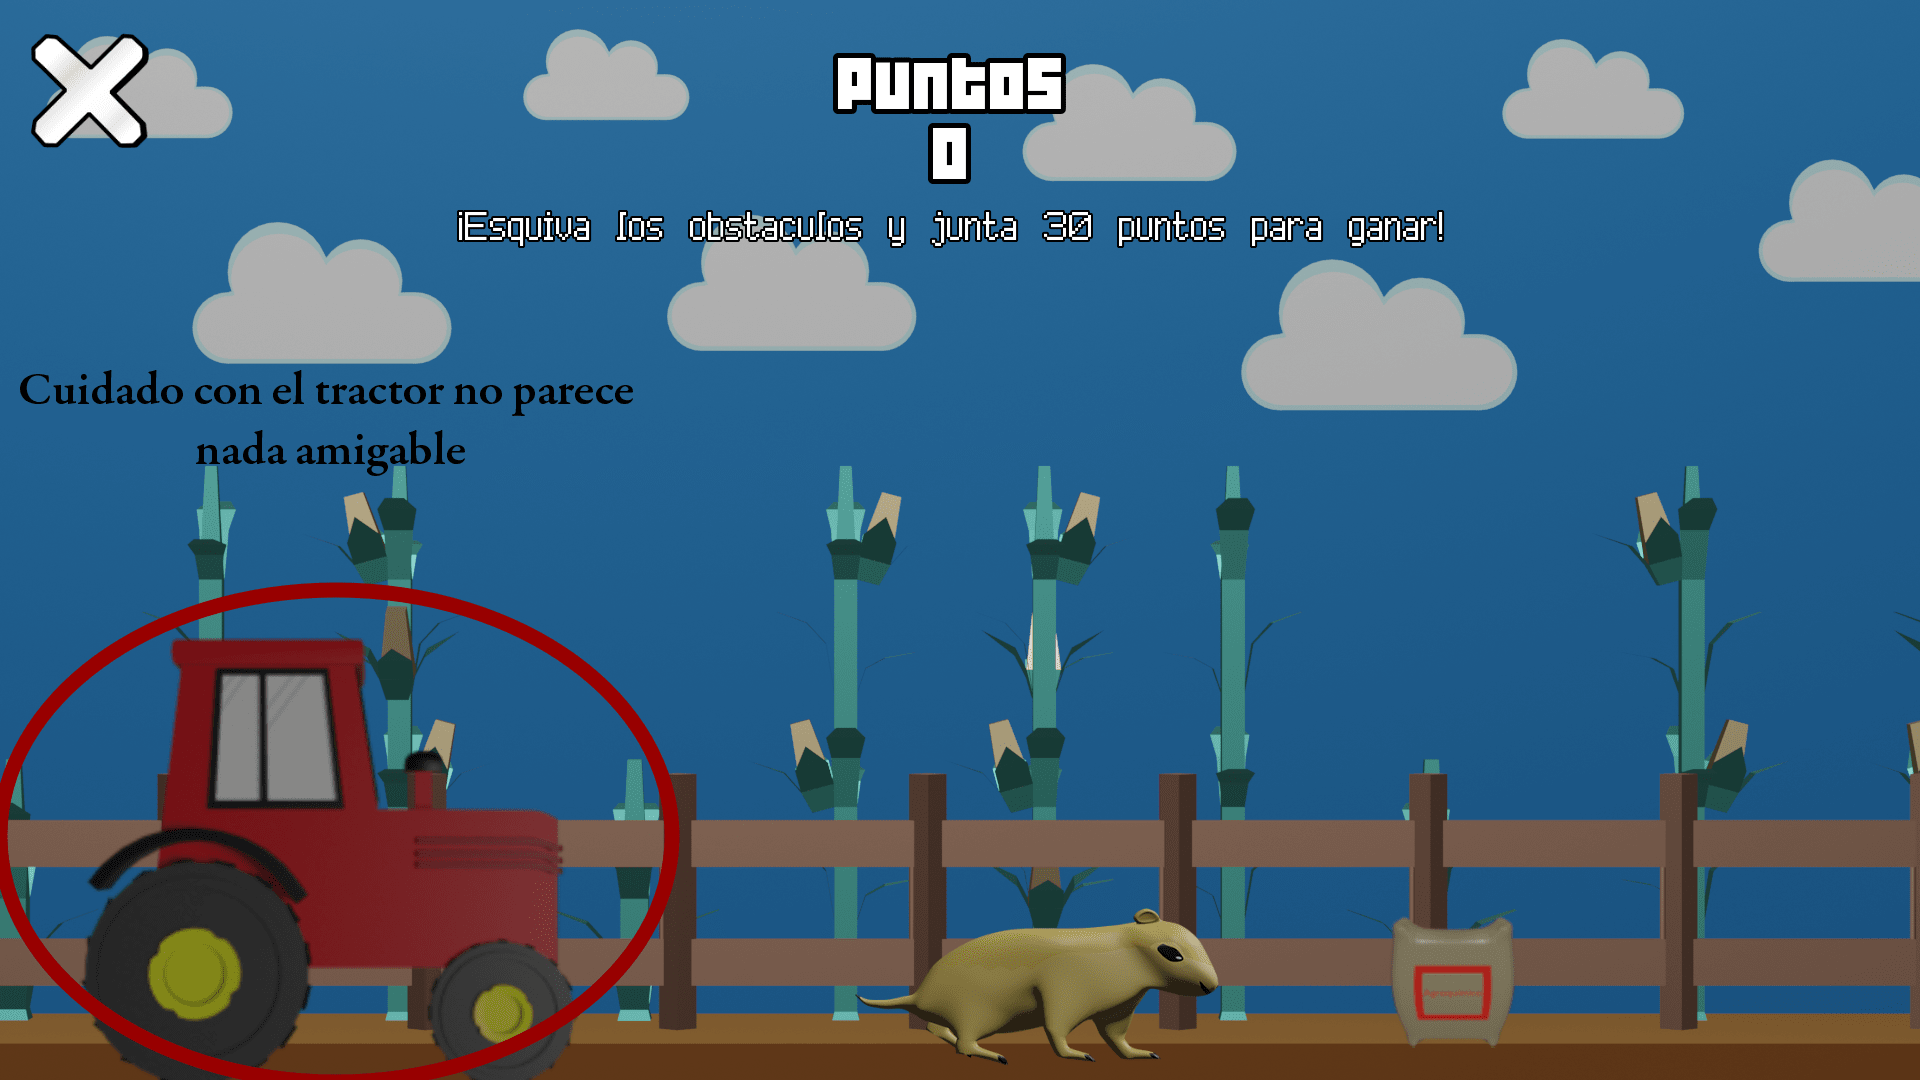 Puntos
0
¡Esquiva los obstaculos y junta 30 puntos para ganar!
Cuidado con el tractor no parece
nada amigable